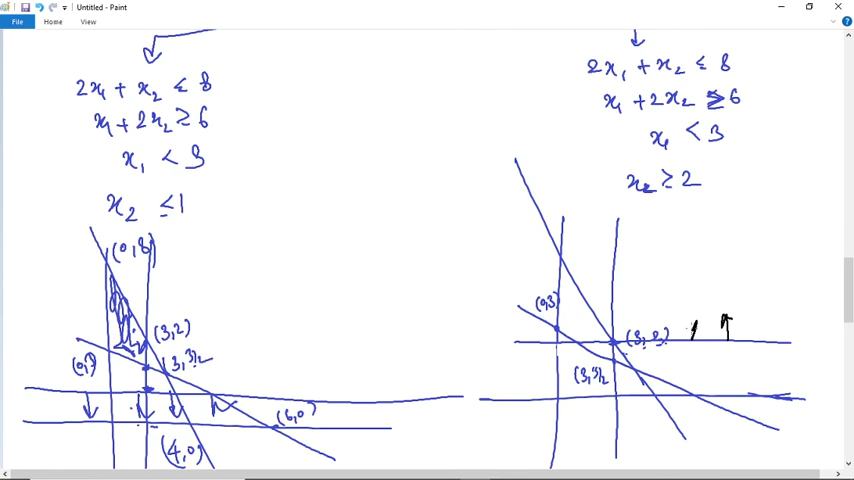 Untitled - Paint
File Home View
2x₁ + x₂ ≤ 8
x₁ + 2x₂ ≥ 6
x₁ < 3
x₂ ≤ 1
(0,8)
(3,2)
(3,3/2)
(6,0)
(4,0)
2x₁ + x₂ ≤ 8
x₁ + 2x₂ ≥ 6
x₁ < 3
x₂ ≥ 2
(0,3)
(3,3/2)